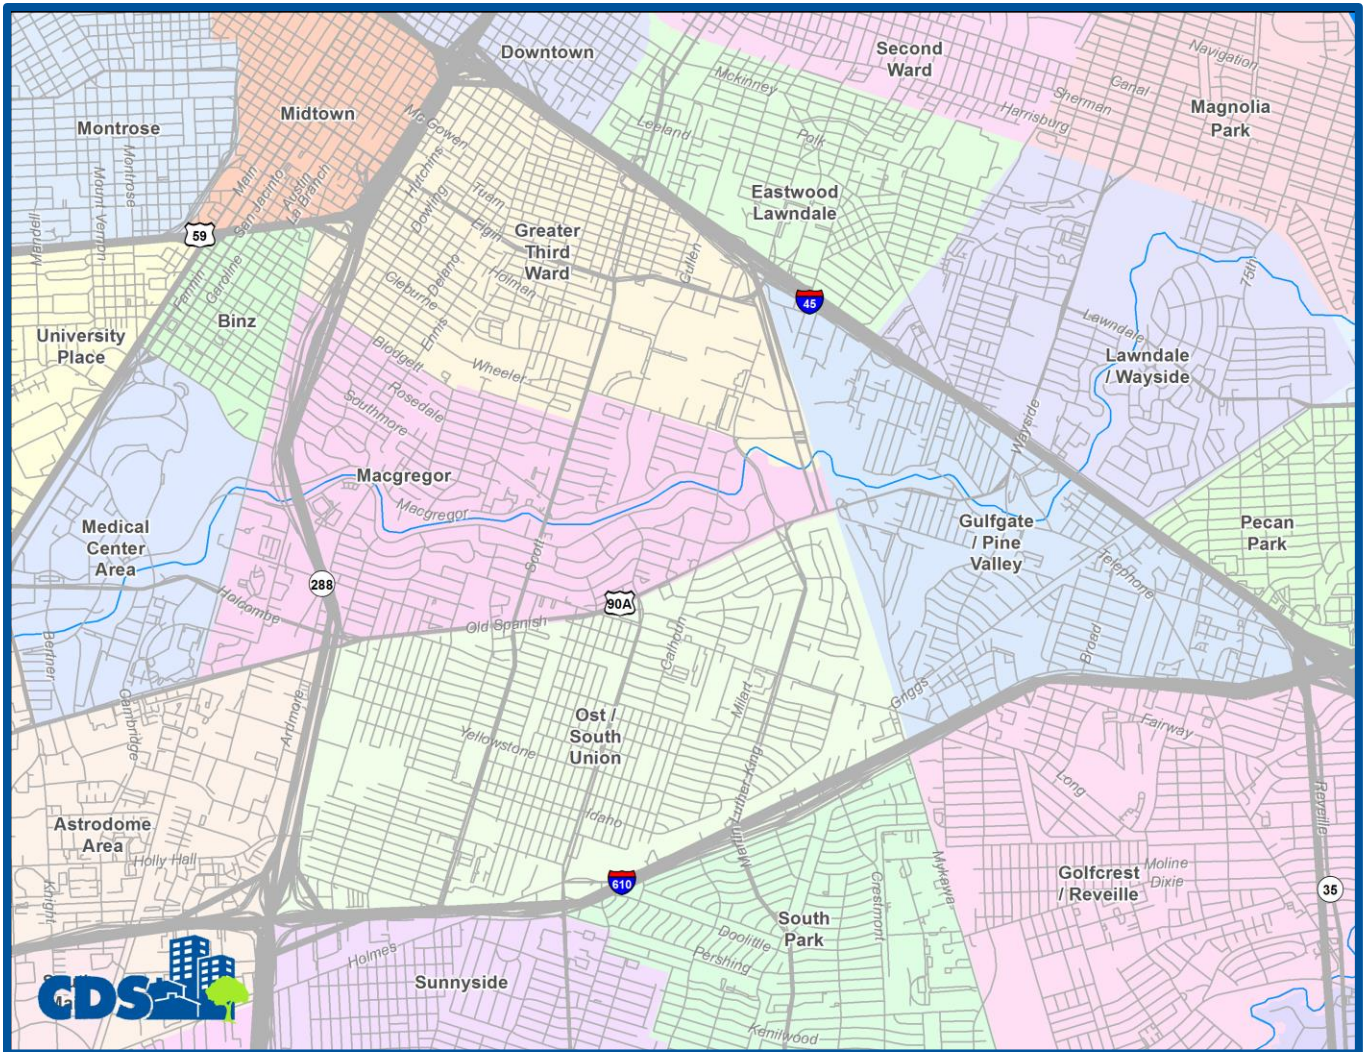 Downtown
Second
Ward
Navigation
Canal
Sherman
Harrisburg
Magnolia
Park
Mckinney
Leeland
Polk
Montrose
Midtown
Mc Gowen
Hutchins
Dowling
Tuam
Elgin
Holman
Delano
Cleburne
Ennis
Main
San Jacinto
Austin
La Branch
Montrose
Mount Vernon
Mandell
59
Greater
Third
Ward
Cullen
Eastwood
Lawndale
45
75th
Lawndale
Lawndale
/ Wayside
Wayside
Fannin
Caroline
Binz
University
Place
Blodgett
Wheeler
Rosedale
Southmore
Macgregor
Macgregor
Scott
Medical
Center
Area
288
Holcombe
Bertner
Cambridge
Ardmore
90A
Old Spanish
Calhoun
Milart
Gulfgate
/ Pine
Valley
Telephone
Broad
Griggs
Pecan
Park
Ost /
South
Union
Yellowstone
Idaho
Martin Luther King
Astrodome
Area
Holly Hall
Knight
610
Fairway
Long
Reveille
Golfcrest
/ Reveille
Moline
Dixie
35
Mykawa
Crestmont
South
Park
Doolittle
Pershing
Kenilwood
Holmes
Sunnyside
CDS